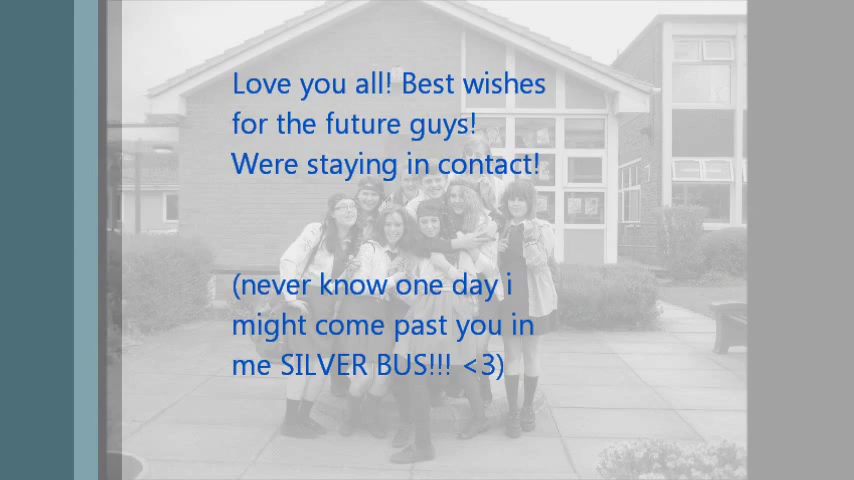 Love you all! Best wishes
for the future guys!
Were staying in contact!
(never know one day i
might come past you in
me SILVER BUS!!! <3)